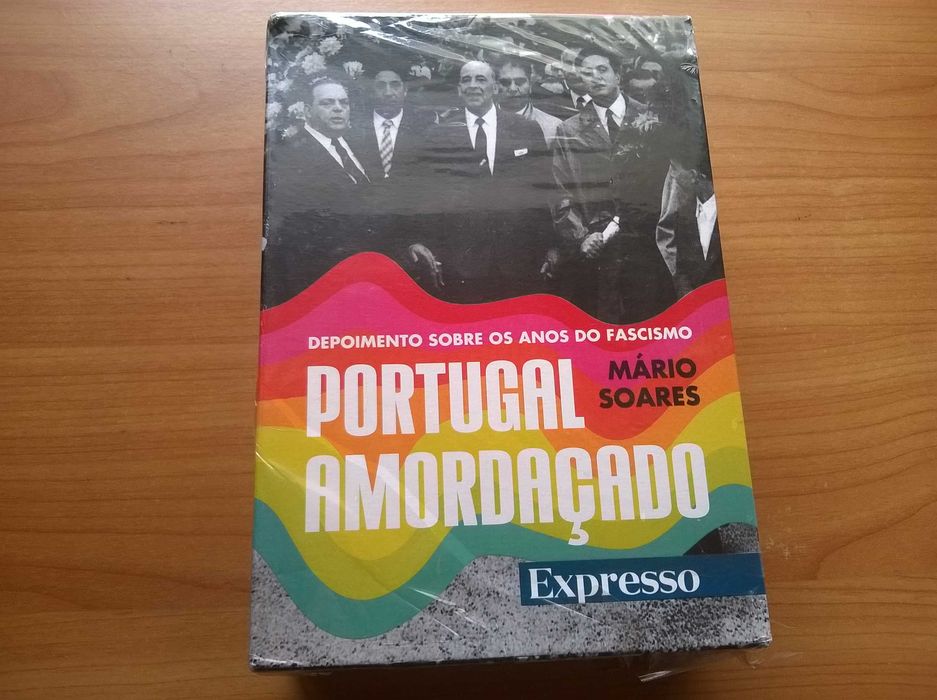 DEPOIMENTO SOBRE OS ANOS DO FASCISMO
PORTUGAL
MÁRIO
SOARES
AMORDAÇADO
Expresso